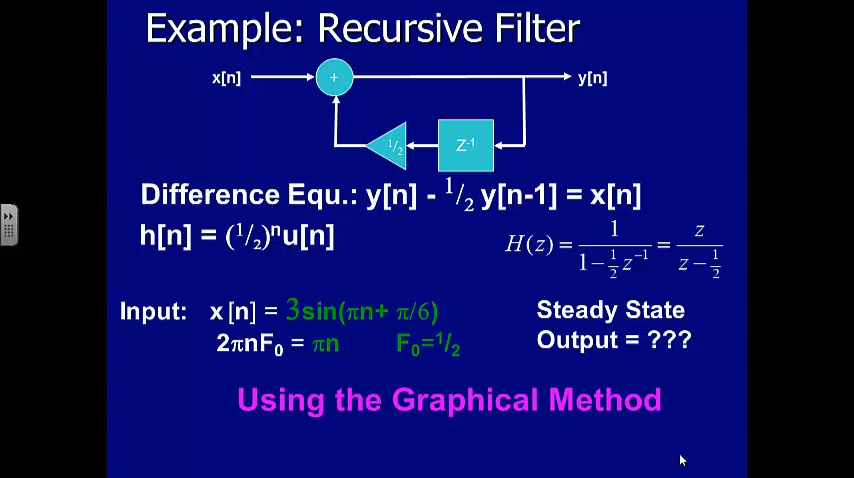 Example: Recursive Filter
x[n] + y[n]
1/2 Z⁻¹
Difference Equ.: y[n] - 1/2 y[n-1] = x[n]
h[n] = (1/2)ⁿu[n]
H(z) = 1 / (1 - 1/2 z⁻¹) = z / (z - 1/2)
Input: x [n] = 3sin(πn+ π/6)
2πnF₀ = πn F₀=1/2
Steady State
Output = ???
Using the Graphical Method